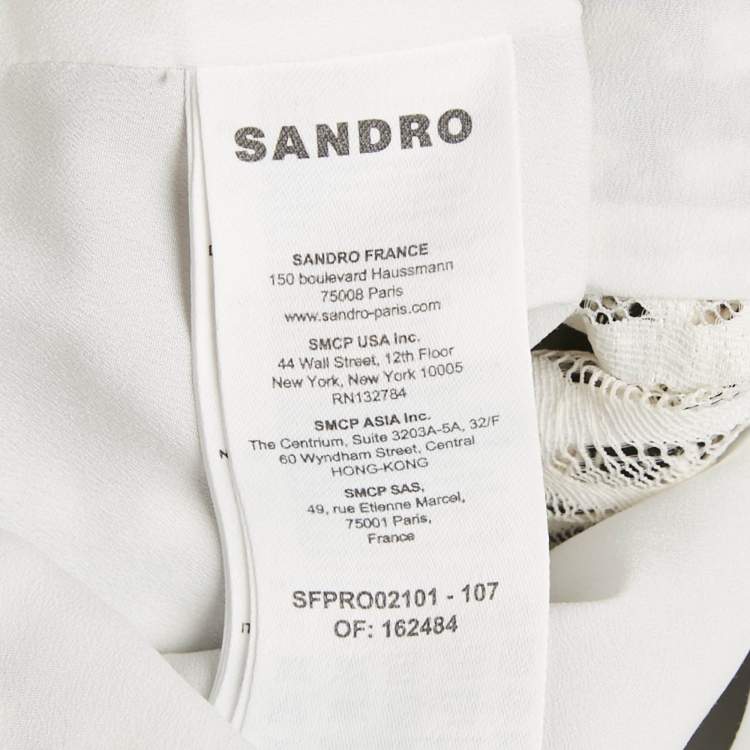 SANDRO
SANDRO FRANCE
150 boulevard Haussmann
75008 Paris
www.sandro-paris.com
SMCP USA Inc.
44 Wall Street, 12th Floor
New York, New York 10005
RN132784
SMCP ASIA Inc.
The Centrium, Suite 3203A-5A, 32/F
60 Wyndham Street, Central
HONG-KONG
SMCP SAS,
49, rue Etienne Marcel,
75001 Paris,
France
SFPRO02101 - 107
OF: 162484